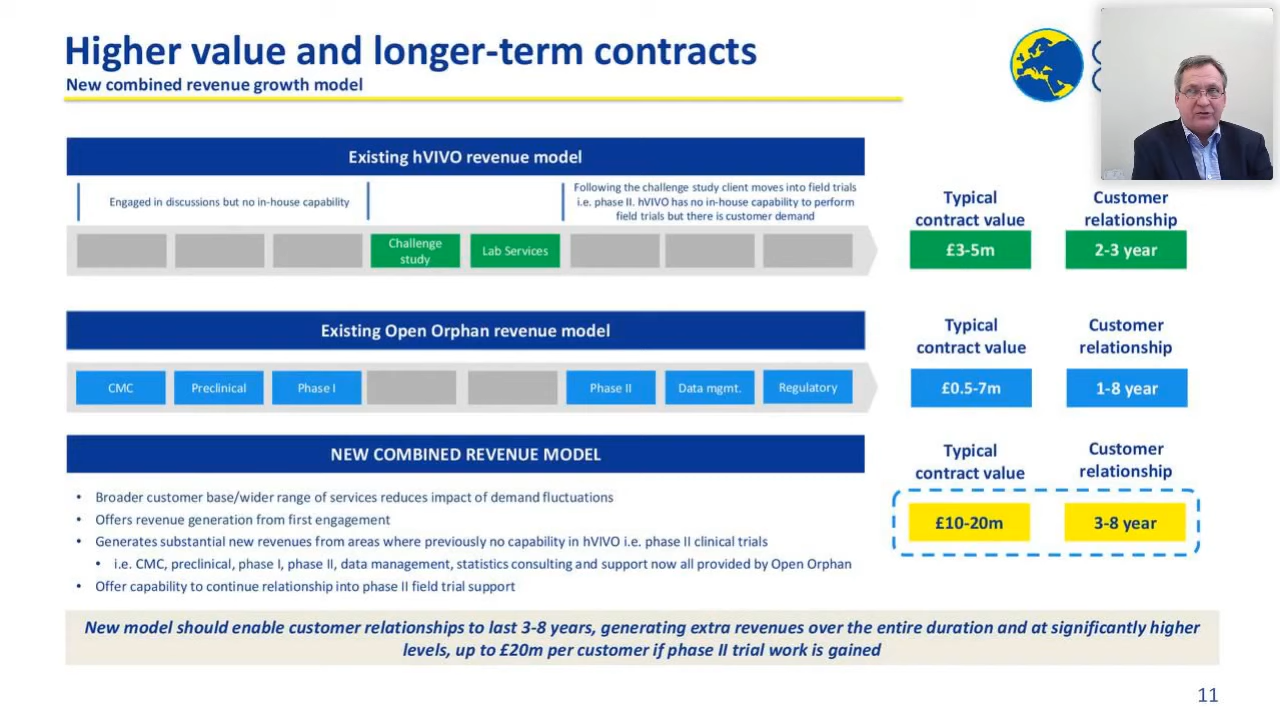 Higher value and longer-term contracts
New combined revenue growth model
Existing hVIVO revenue model
Engaged in discussions but no in-house capability
Following the challenge study client moves into field trials
i.e. phase II. hVIVO has no in-house capability to perform
field trials but there is customer demand
Challenge
study
Lab Services
Typical
contract value
£3-5m
Customer
relationship
2-3 year
Existing Open Orphan revenue model
CMC
Preclinical
Phase I
Phase II
Data mgmt.
Regulatory
Typical
contract value
£0.5-7m
Customer
relationship
1-8 year
NEW COMBINED REVENUE MODEL
• Broader customer base/wider range of services reduces impact of demand fluctuations
• Offers revenue generation from first engagement
• Generates substantial new revenues from areas where previously no capability in hVIVO i.e. phase II clinical trials
• i.e. CMC, preclinical, phase I, phase II, data management, statistics consulting and support now all provided by Open Orphan
• Offer capability to continue relationship into phase II field trial support
Typical
contract value
£10-20m
Customer
relationship
3-8 year
New model should enable customer relationships to last 3-8 years, generating extra revenues over the entire duration and at significantly higher
levels, up to £20m per customer if phase II trial work is gained
11